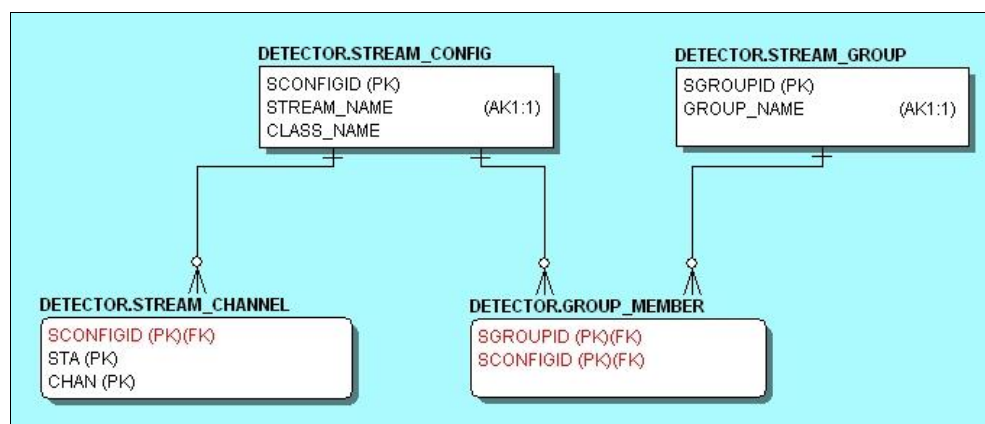 DETECTOR.STREAM_CONFIG
SCONFIGID (PK)
STREAM_NAME (AK1:1)
CLASS_NAME
DETECTOR.STREAM_GROUP
SGROUPID (PK)
GROUP_NAME (AK1:1)
DETECTOR.STREAM_CHANNEL
SCONFIGID (PK)(FK)
STA (PK)
CHAN (PK)
DETECTOR.GROUP_MEMBER
SGROUPID (PK)(FK)
SCONFIGID (PK)(FK)